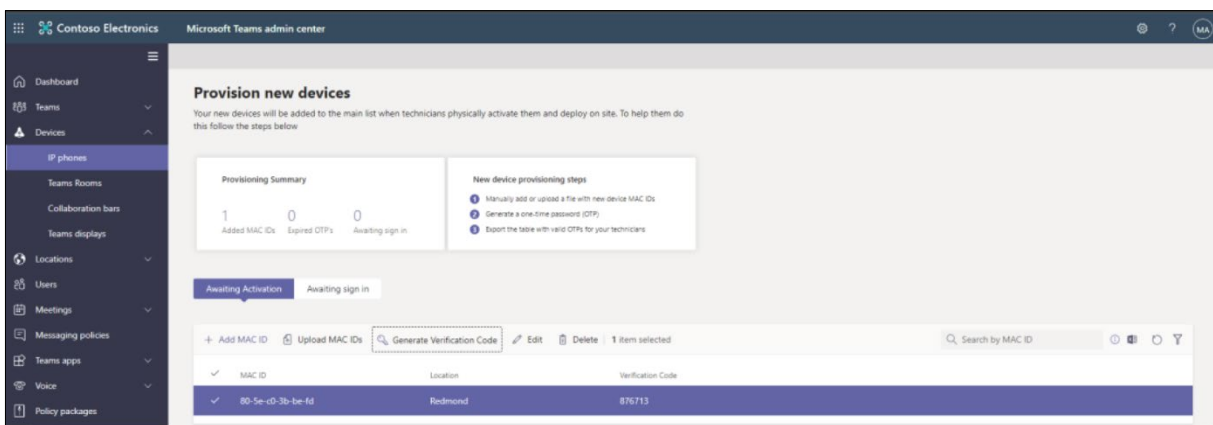 Contoso Electronics
Microsoft Teams admin center
?
MA
Dashboard
Teams
Devices
IP phones
Teams Rooms
Collaboration bars
Teams displays
Locations
Users
Meetings
Messaging policies
Teams apps
Voice
Policy packages
Provision new devices
Your new devices will be added to the main list when technicians physically activate them and deploy on site. To help them do
this follow the steps below
Provisioning Summary
1
0
0
Added MAC IDs
Expired OTP's
Awaiting sign in
New device provisioning steps
1 Manually add or upload a file with new device MAC IDs
2 Generate a one-time password (OTP)
3 Export the table with valid OTPs for your technicians
Awaiting Activation
Awaiting sign in
+ Add MAC ID
Upload MAC IDs
Generate Verification Code
Edit
Delete
1 item selected
Search by MAC ID
MAC ID
Location
Verification Code
80-5e-c0-3b-be-fd
Redmond
876713